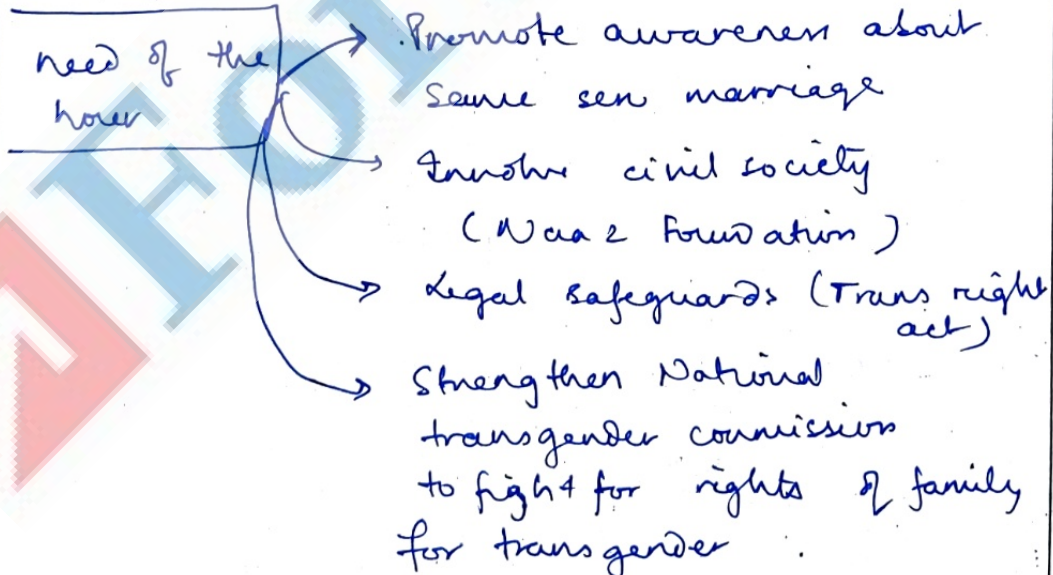 need of the
hour
Promote awareness about
same sex marriage
Involve civil society
(Naaz Foundation)
Legal safeguards (Trans right
act)
Strengthen National
transgender commission
to fight for rights of family
for transgender.